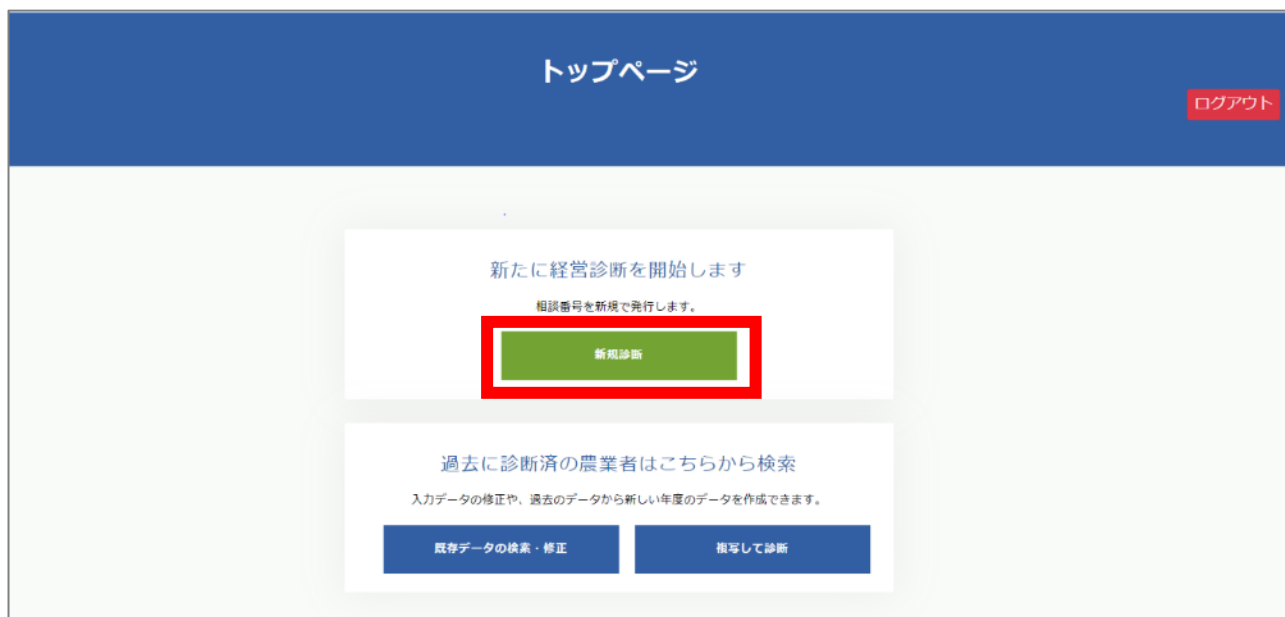 トップページ
ログアウト
新たに経営診断を開始します
相談番号を新規で発行します。
新規診断
過去に診断済の農業者はこちらから検索
入力データの修正や、過去のデータから新しい年度のデータを作成できます。
既存データの検索・修正
複写して診断